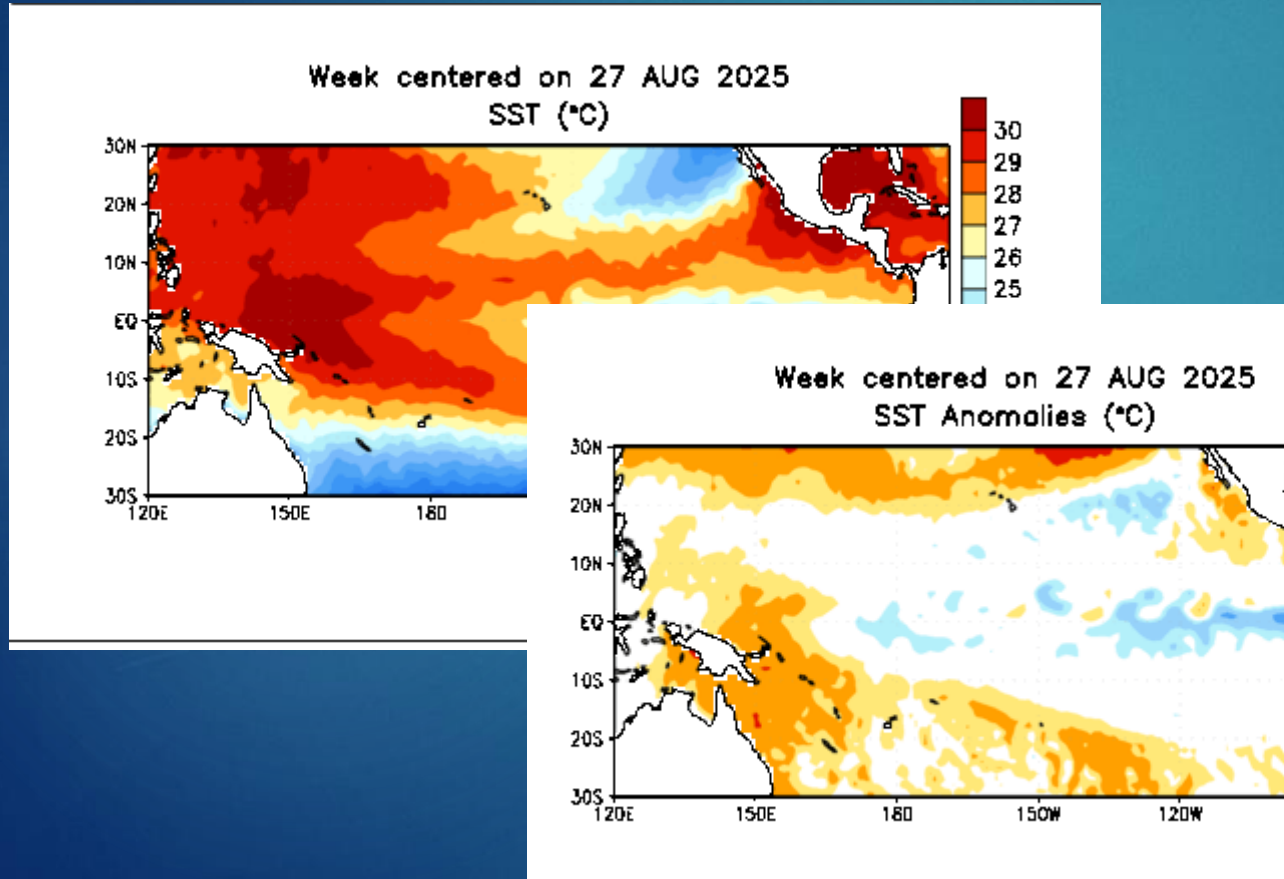 Week centered on 27 AUG 2025
SST (°C)
30N
20N
10N
EQ
10S
20S
30S
120E 150E 180
30
29
28
27
26
25
Week centered on 27 AUG 2025
SST Anomalies (°C)
30N
20N
10N
EQ
10S
20S
30S
120E 150E 180 150W 120W